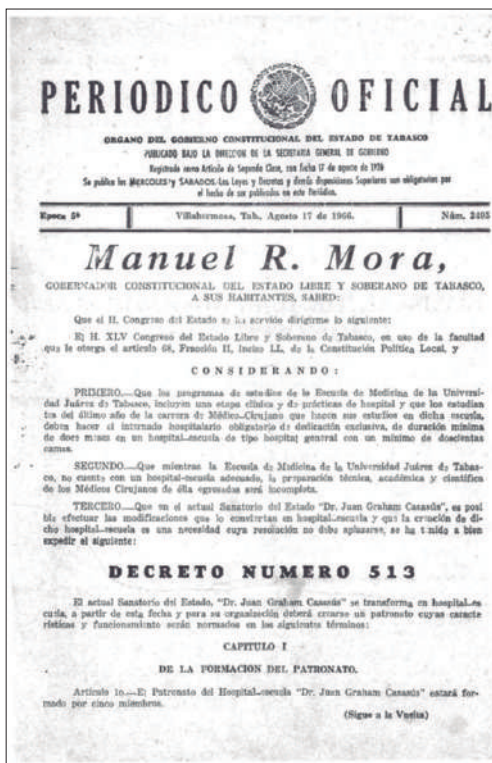 PERIODICO OFICIAL
ORGANO DEL GOBIERNO CONSTITUCIONAL DEL ESTADO DE TABASCO
PUBLICADO BAJO LA DIRECCION DE LA SECRETARIA GENERAL DE GOBIERNO
Registrado como Artículo de Segunda Clase, con fecha 17 de agosto de 1926
Se publica los MIERCOLES Y SABADOS.-Las Leyes y Decretos y demás disposiciones Superiores son obligatorias por
el hecho de ser publicadas en este Periódico.
Epoca 5ª Villahermosa, Tab., Agosto 17 de 1966. Núm.
Manuel R. Mora,
GOBERNADOR CONSTITUCIONAL DEL ESTADO LIBRE Y SOBERANO DE TABASCO,
A SUS HABITANTES, SABED:
Que el H. Congreso del Estado se ha servido dirigirme lo siguiente:
El H. XLV Congreso del Estado Libre y Soberano de Tabasco, en uso de la facultad
que le otorga el artículo 68, Fracción II, Inciso LI, de la Constitución Política Local, y
CONSIDERANDO:
PRIMERO.—Que los programas de estudios de la Escuela de Medicina de la Universi-
dad Juárez de Tabasco, incluyen una etapa clínica y de prácticas de hospital y que los estudian
tes del último año de la carrera de Médico-Cirujano que hacen sus estudios en dicha escuela,
deben hacer el internado hospitalario obligatorio de dedicación exclusiva, de duración mínima
de doce meses en un hospital-escuela de tipo hospital general con un mínimo de doscientas
camas.
SEGUNDO.—Que mientras la Escuela de Medicina de la Universidad Juárez de Tabas-
co, no cuente con un hospital-escuela adecuado, la preparación técnica, académica y científica
de los Médicos Cirujanos de élla egresados será incompleta.
TERCERO.—Que en el actual Sanatorio del Estado "Dr. Juan Graham Casasús", es posi
ble efectuar las modificaciones que lo conviertan en hospital-escuela y que la creación de di-
cho hospital-escuela es una necesidad cuya resolución no debe aplazarse, se ha tenido a bien
expedir el siguiente:
DECRETO NUMERO 513
El actual Sanatorio del Estado, "Dr. Juan Graham Casasús" se transforma en hospital-es
cuela, a partir de esta fecha y para su organización deberá crearse un patronato cuyas caracte
rísticas y funcionamiento serán normados en los siguientes términos:
CAPITULO I
DE LA FORMACION DEL PATRONATO.
Artículo 1o.—El Patronato del Hospital-escuela "Dr. Juan Graham Casasús" estará for-
mado por cinco miembros.
(Sigue a la Vuelta)